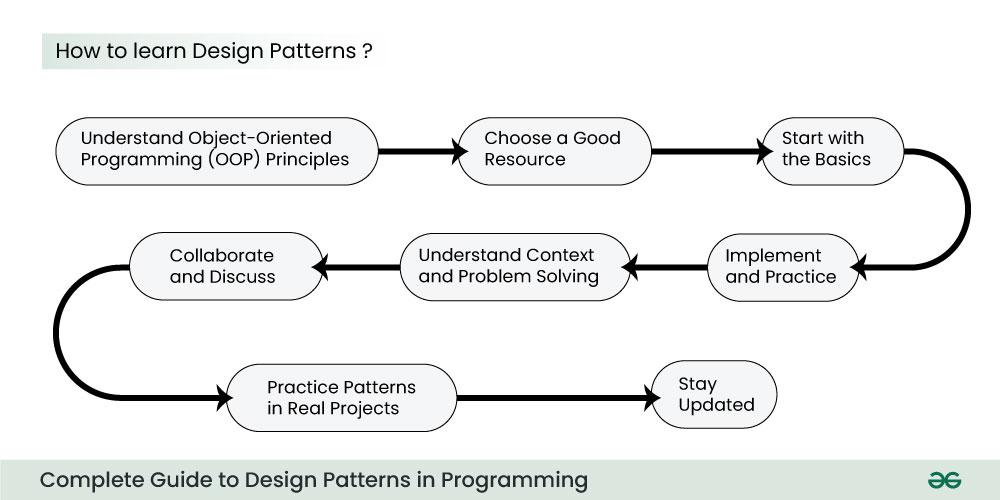 How to learn Design Patterns ?
Understand Object-Oriented
Programming (OOP) Principles
Choose a Good
Resource
Start with
the Basics
Implement
and Practice
Understand Context
and Problem Solving
Collaborate
and Discuss
Practice Patterns
in Real Projects
Stay
Updated
Complete Guide to Design Patterns in Programming